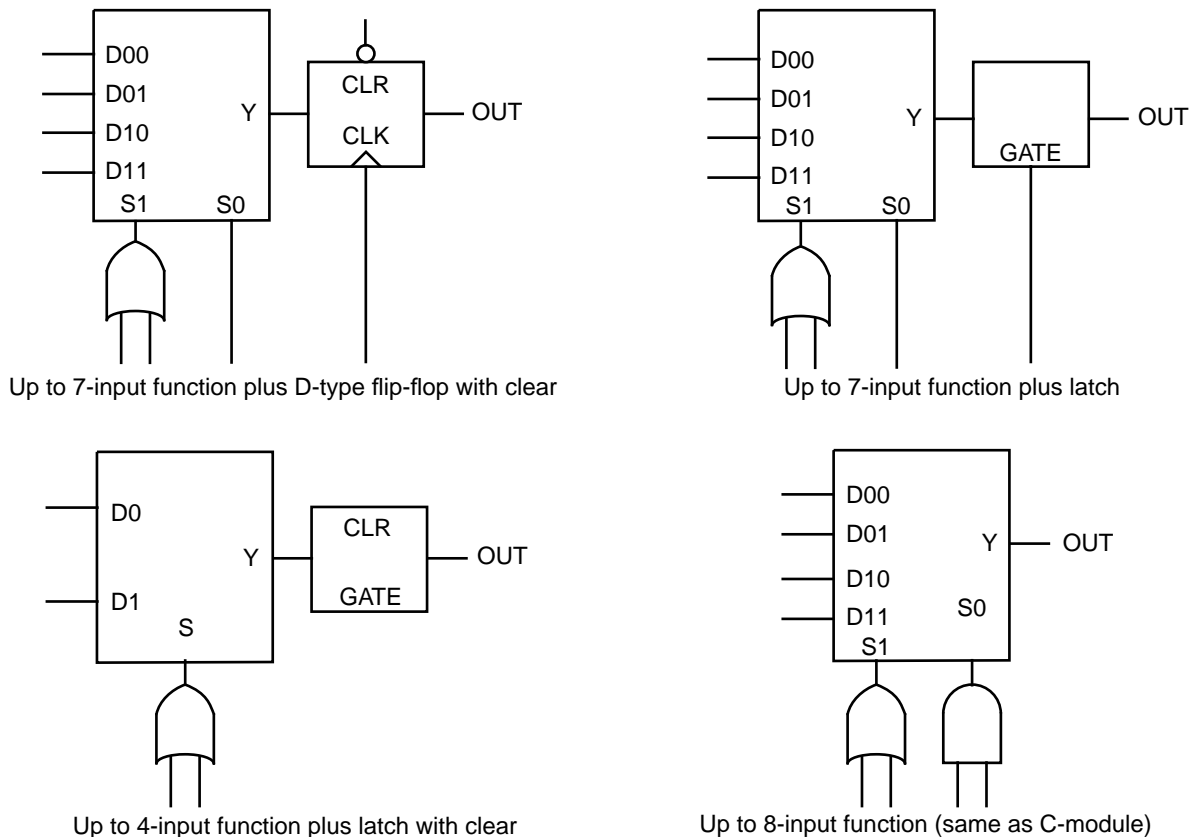 D00
D01
D10
D11
Y
S1
S0
CLR
CLK
OUT
Up to 7-input function plus D-type flip-flop with clear
D00
D01
D10
D11
Y
S1
S0
GATE
OUT
Up to 7-input function plus latch
D0
D1
Y
S
CLR
GATE
OUT
Up to 4-input function plus latch with clear
D00
D01
D10
D11
Y
S0
S1
OUT
Up to 8-input function (same as C-module)